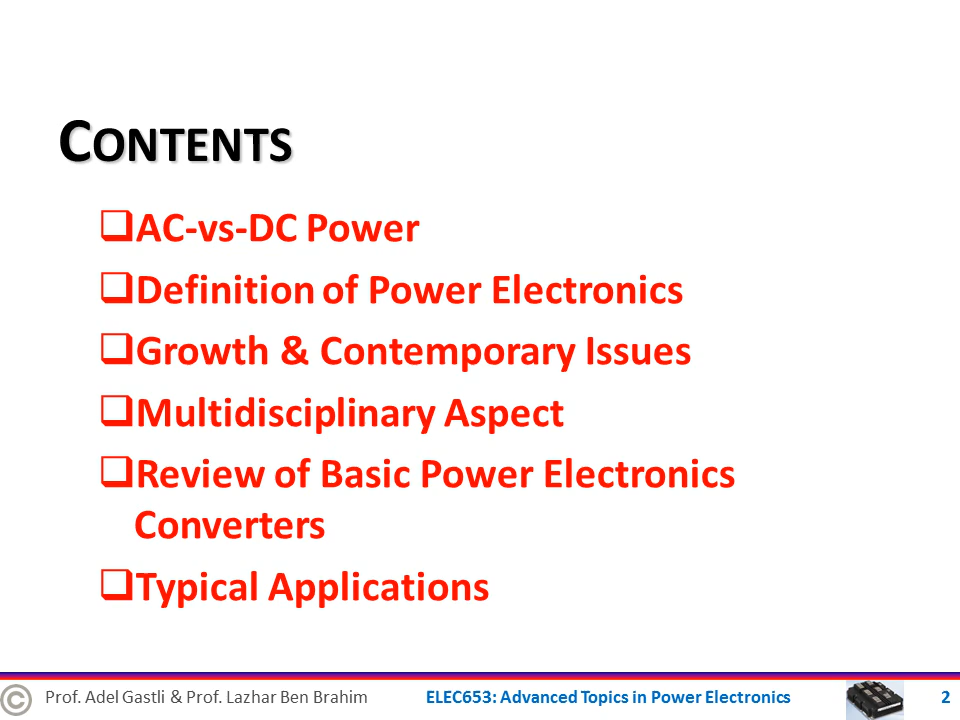 CONTENTS
❑AC-vs-DC Power
❑Definition of Power Electronics
❑Growth & Contemporary Issues
❑Multidisciplinary Aspect
❑Review of Basic Power Electronics
Converters
❑Typical Applications
© Prof. Adel Gastli & Prof. Lazhar Ben Brahim ELEC653: Advanced Topics in Power Electronics 2